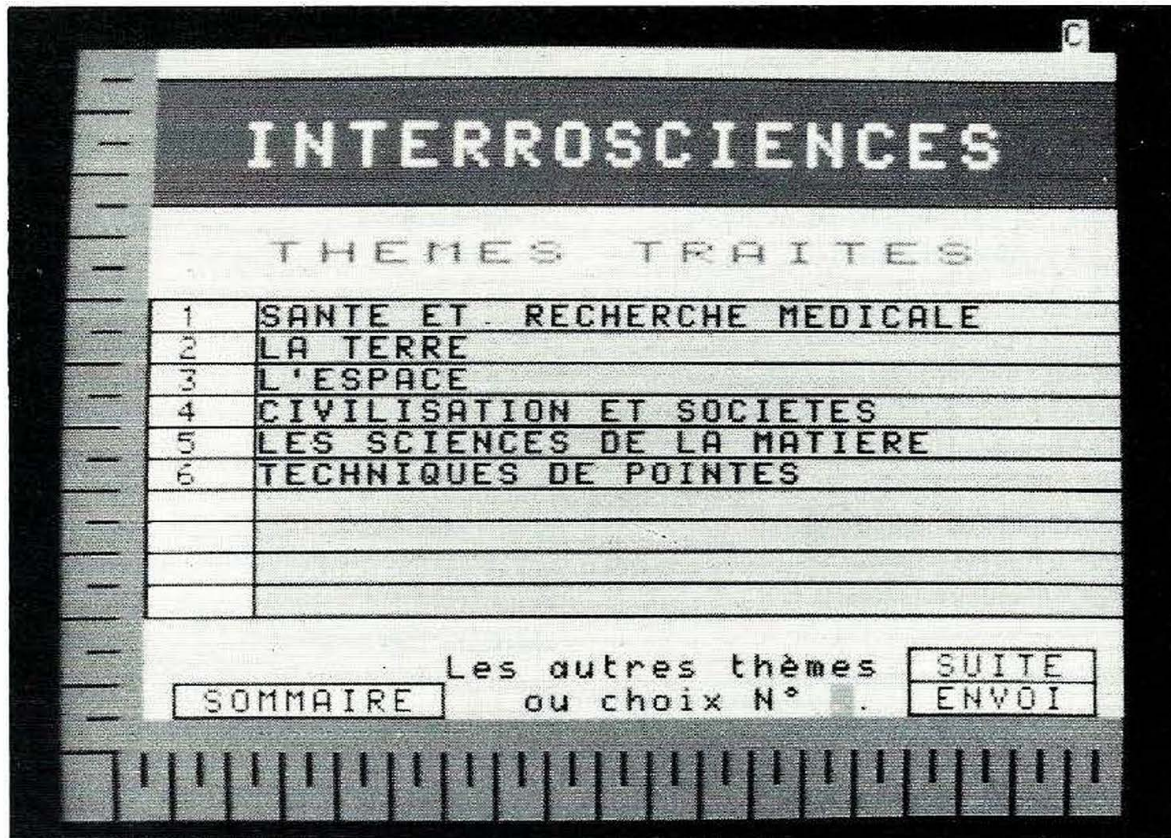 C
INTERROSCIENCES
THEMES TRAITES
1 SANTE ET RECHERCHE MEDICALE
2 LA TERRE
3 L'ESPACE
4 CIVILISATION ET SOCIETES
5 LES SCIENCES DE LA MATIERE
6 TECHNIQUES DE POINTES
Les autres thèmes SUITE
SOMMAIRE ou choix N° . ENVOI